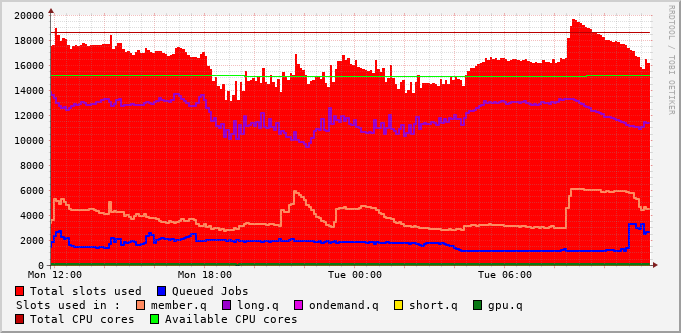 20000
18000
16000
14000
12000
10000
8000
6000
4000
2000
0
Mon 12:00 Mon 18:00 Tue 00:00 Tue 06:00
RRDTOOL / TOBI OETIKER
Total slots used Queued Jobs
Slots used in : member.q long.q ondemand.q short.q gpu.q
Total CPU cores Available CPU cores